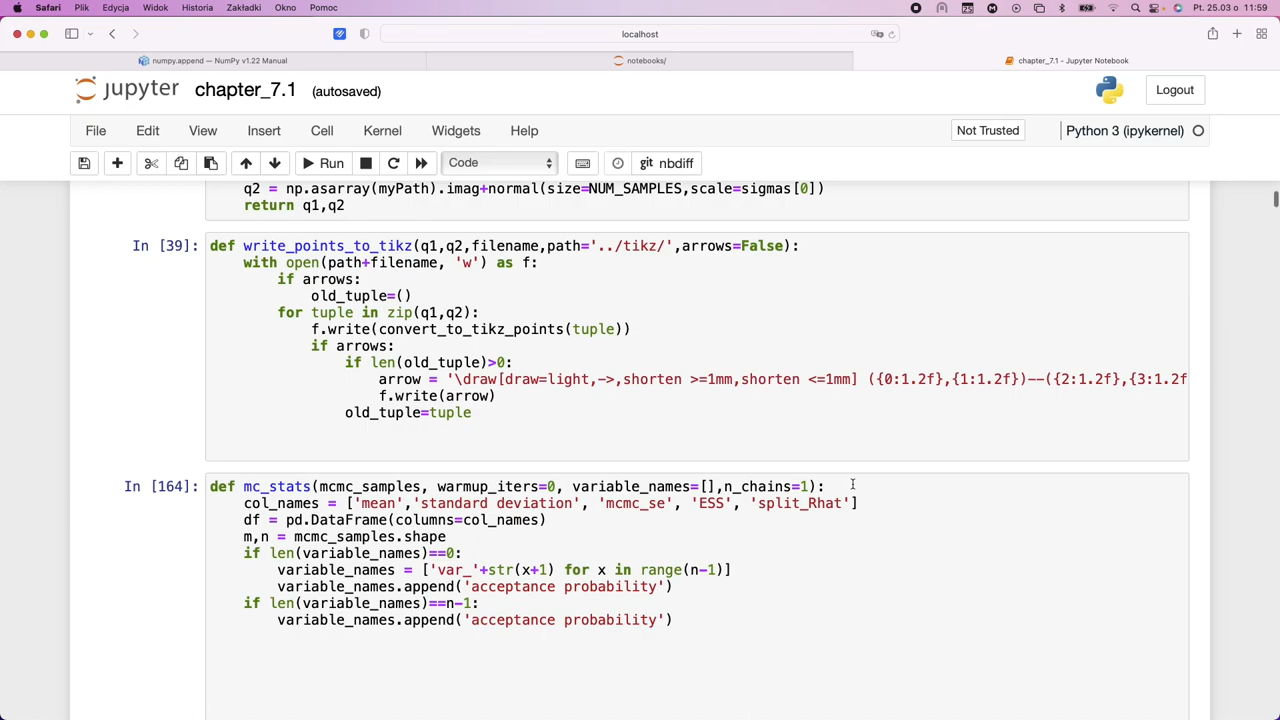 Safari Plik Edycja Widok Historia Zakładki Okno Pomoc Pt. 25.03 o 11:59
localhost
numpy.append — NumPy v1.22 Manual notebooks/ chapter_7.1 - Jupyter Notebook
jupyter chapter_7.1 (autosaved) Logout
File Edit View Insert Cell Kernel Widgets Help Not Trusted Python 3 (ipykernel)
Run Code git nbdiff
q2 = np.asarray(myPath).imag+normal(size=NUM_SAMPLES,scale=sigmas[0])
return q1,q2
In [39]: def write_points_to_tikz(q1,q2,filename,path='../tikz/',arrows=False):
with open(path+filename, 'w') as f:
if arrows:
old_tuple=()
for tuple in zip(q1,q2):
f.write(convert_to_tikz_points(tuple))
if arrows:
if len(old_tuple)>0:
arrow = '\draw[draw=light,->,shorten >=1mm,shorten <=1mm] ({0:1.2f},{1:1.2f})--({2:1.2f},{3:1.2f
f.write(arrow)
old_tuple=tuple
In [164]: def mc_stats(mcmc_samples, warmup_iters=0, variable_names=[],n_chains=1):
col_names = ['mean','standard deviation', 'mcmc_se', 'ESS', 'split_Rhat']
df = pd.DataFrame(columns=col_names)
m,n = mcmc_samples.shape
if len(variable_names)==0:
variable_names = ['var_'+str(x+1) for x in range(n-1)]
variable_names.append('acceptance probability')
if len(variable_names)==n-1:
variable_names.append('acceptance probability')